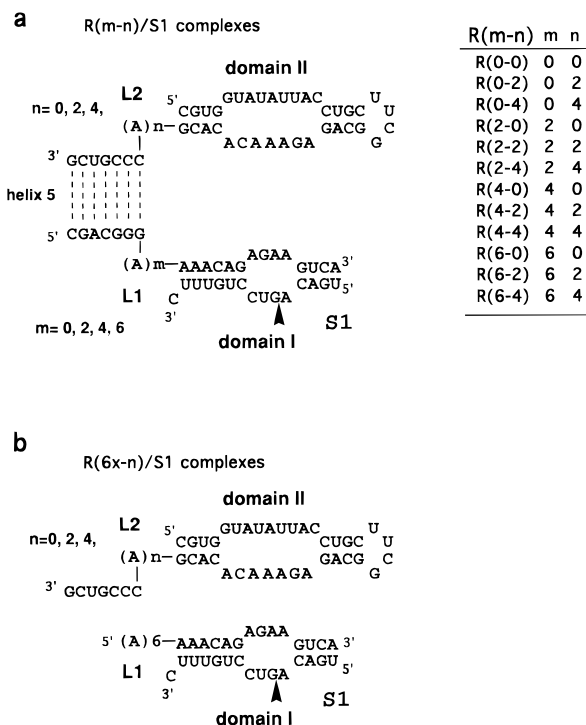 a
R(m-n)/S1 complexes
domain II
n= 0, 2, 4,
L2
5' CGUG GUAUAUUAC CUGC U U C G
(A)n—GCAC ACAAAGAG GACG
3' GCUGCCC
helix 5
5' CGACGGG
(A)m—AAACAG AGAA GUCA 3'
L1
UUUGUC CUGA CAGU 5'
C
3'
m= 0, 2, 4, 6
S1
domain I
R(m-n) m n
R(0-0) 0 0
R(0-2) 0 2
R(0-4) 0 4
R(2-0) 2 0
R(2-2) 2 2
R(2-4) 2 4
R(4-0) 4 0
R(4-2) 4 2
R(4-4) 4 4
R(6-0) 6 0
R(6-2) 6 2
R(6-4) 6 4
b
R(6x-n)/S1 complexes
domain II
n=0, 2, 4,
L2
5' CGUG GUAUAUUAC CUGC U U C G
(A)n—GCAC ACAAAGAG GACG
3' GCUGCCC
5' (A)6—AAACAG AGAA GUCA 3'
L1
UUUGUC CUGA CAGU 5'
C
3'
S1
domain I